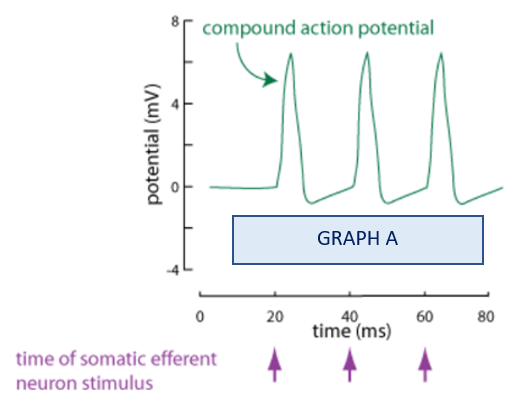 8
compound action potential
4
potential (mV)
0
GRAPH A
-4
0 20 40 60 80
time (ms)
time of somatic efferent
neuron stimulus